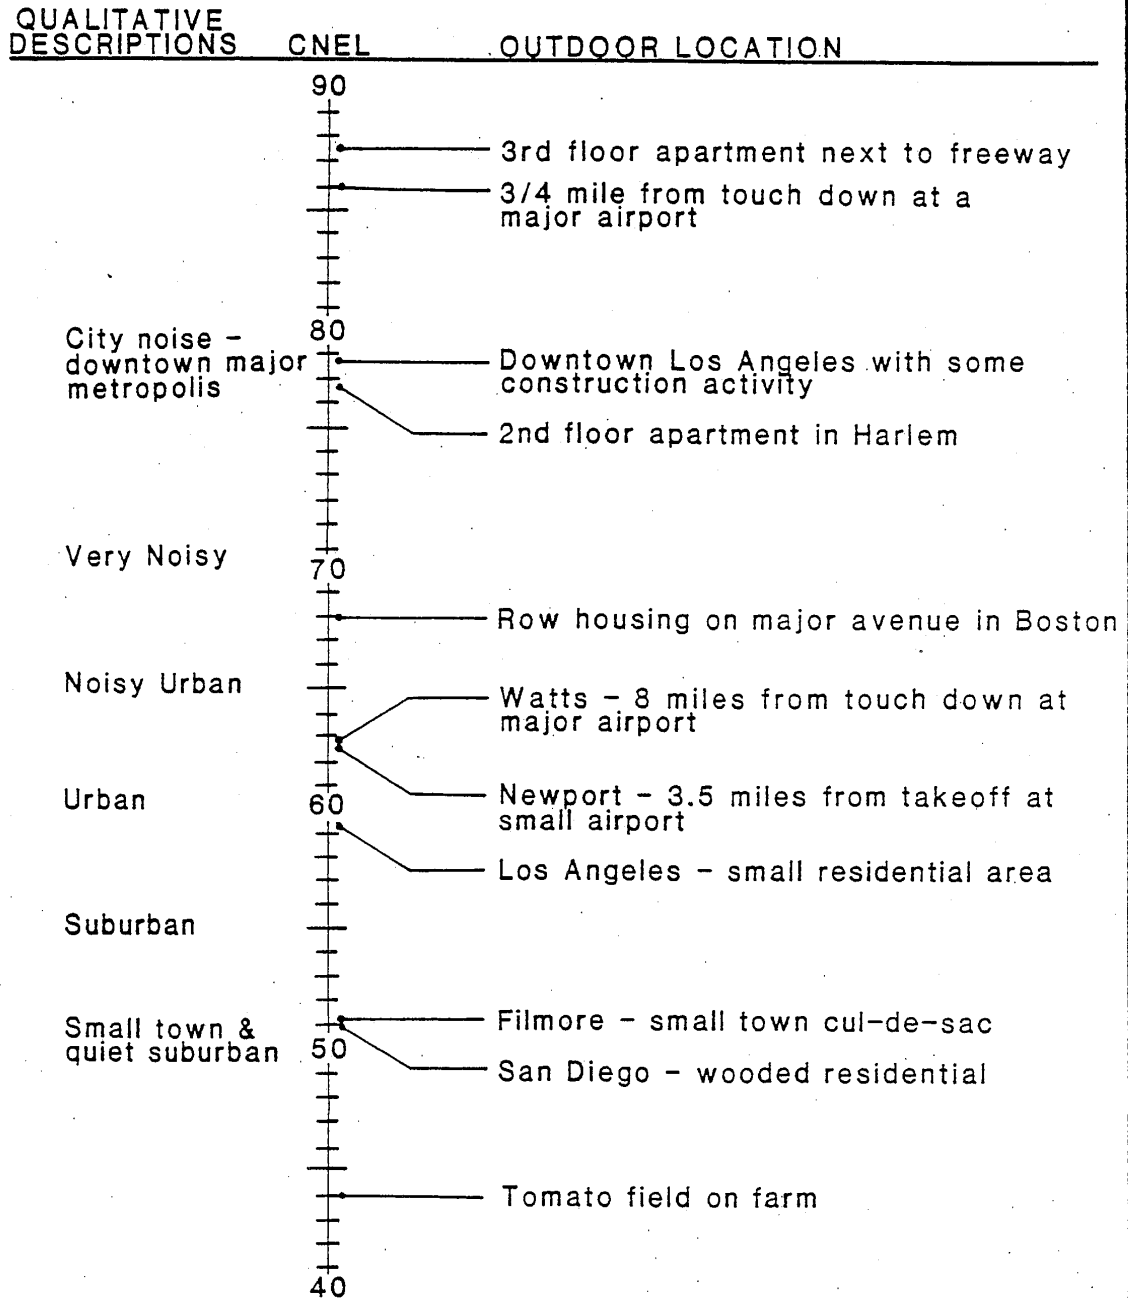 QUALITATIVE
DESCRIPTIONS CNEL OUTDOOR LOCATION
90
3rd floor apartment next to freeway
3/4 mile from touch down at a
major airport
80
City noise -
downtown major
metropolis
Downtown Los Angeles with some
construction activity
2nd floor apartment in Harlem
Very Noisy
70
Row housing on major avenue in Boston
Noisy Urban
Watts - 8 miles from touch down at
major airport
Urban
60
Newport - 3.5 miles from takeoff at
small airport
Los Angeles - small residential area
Suburban
Small town &
quiet suburban
50
Filmore - small town cul-de-sac
San Diego - wooded residential
Tomato field on farm
40